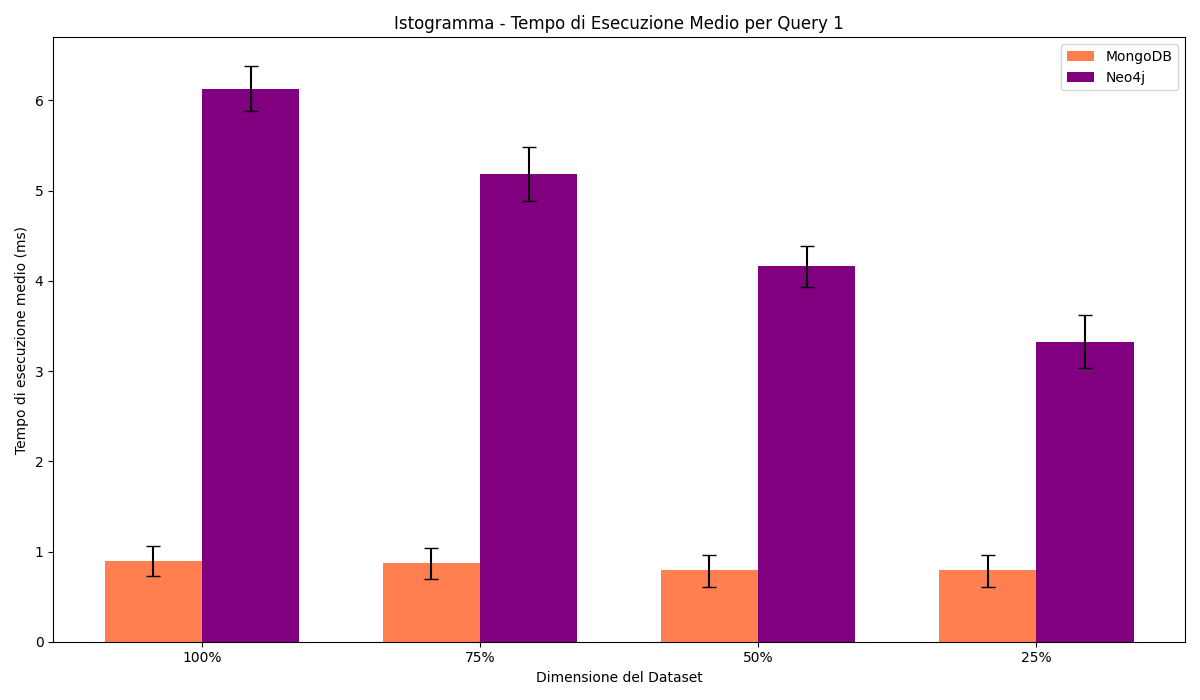 Istogramma - Tempo di Esecuzione Medio per Query 1
MongoDB
Neo4j
Tempo di esecuzione medio (ms)
6
5
4
3
2
1
0
100%
75%
50%
25%
Dimensione del Dataset